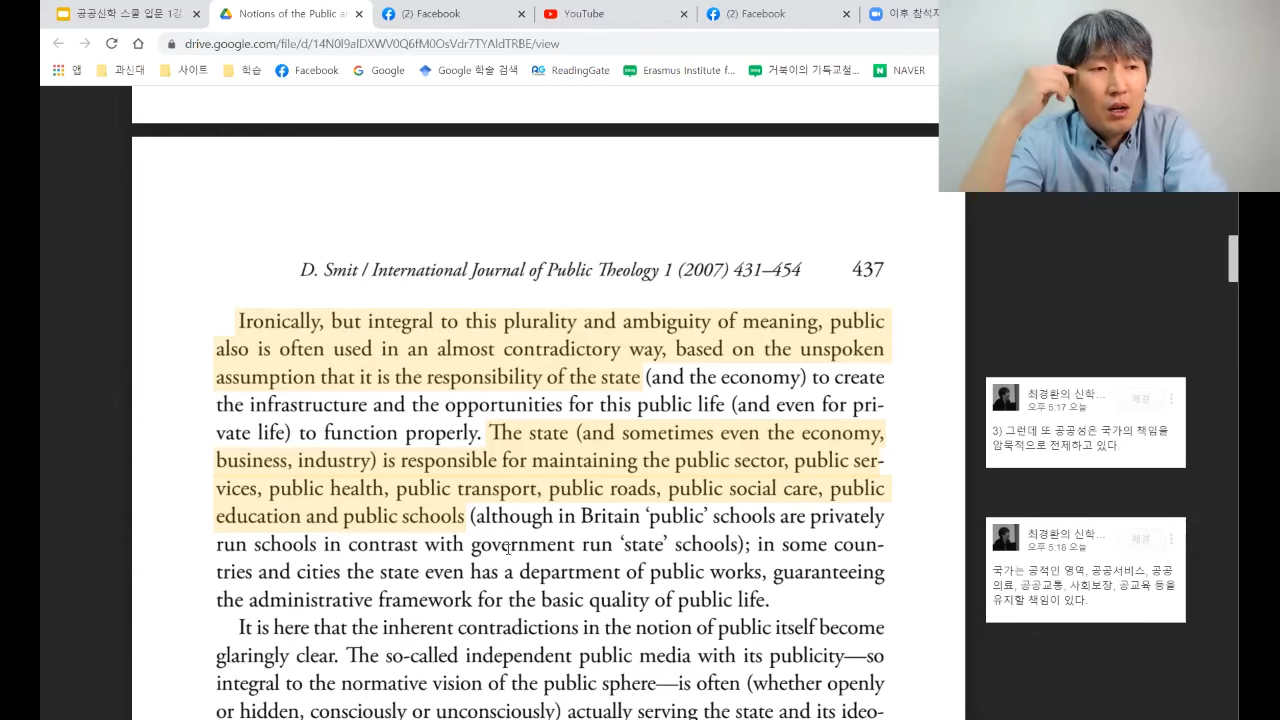 공공신학 스쿨 입문 1강
Notions of the Public a
(2) Facebook
YouTube
(2) Facebook
이후 참석자
drive.google.com/file/d/14N0l9alDXWV0Q6fM0OsVdr7TYAldTRBE/view
앱
과신대
사이트
학습
Facebook
Google
Google 학술 검색
ReadingGate
Erasmus Institute f...
거북이의 기독교철...
NAVER
D. Smit / International Journal of Public Theology 1 (2007) 431–454 437
Ironically, but integral to this plurality and ambiguity of meaning, public
also is often used in an almost contradictory way, based on the unspoken
assumption that it is the responsibility of the state (and the economy) to create
the infrastructure and the opportunities for this public life (and even for pri-
vate life) to function properly. The state (and sometimes even the economy,
business, industry) is responsible for maintaining the public sector, public ser-
vices, public health, public transport, public roads, public social care, public
education and public schools (although in Britain ‘public’ schools are privately
run schools in contrast with government run ‘state’ schools); in some coun-
tries and cities the state even has a department of public works, guaranteeing
the administrative framework for the basic quality of public life.
It is here that the inherent contradictions in the notion of public itself become
glaringly clear. The so-called independent public media with its publicity—so
integral to the normative vision of the public sphere—is often (whether openly
or hidden, consciously or unconsciously) actually serving the state and its ideo-
최경환의 신학...
오후 5:17 오늘
해결
3) 그런데 또 공공성은 국가의 책임을
암묵적으로 전제하고 있다
최경환의 신학...
오후 5:18 오늘
해결
국가는 공적인 영역, 공공서비스, 공공
의료, 공공교통, 사회보장, 공교육 등을
유지할 책임이 있다.